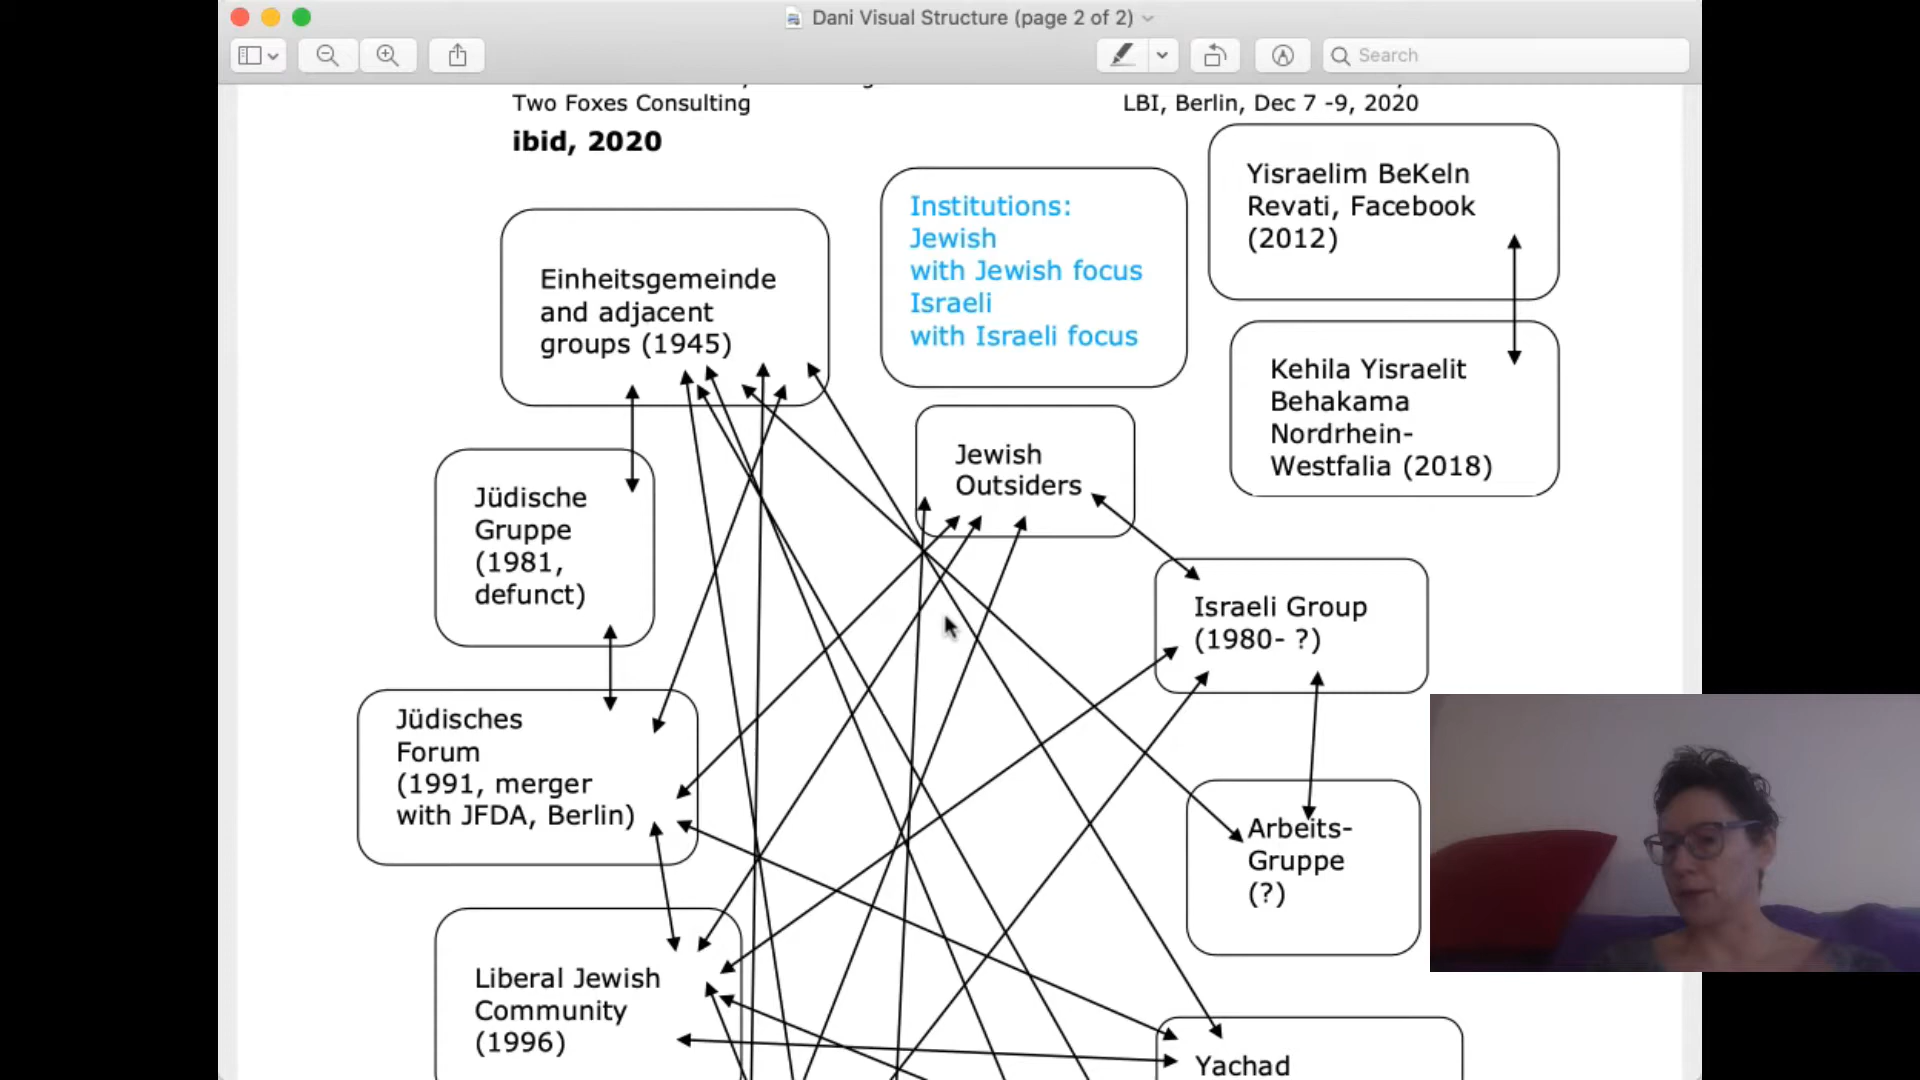 Dani Visual Structure (page 2 of 2)
Search
Two Foxes Consulting
LBI, Berlin, Dec 7 -9, 2020
ibid, 2020
Einheitsgemeinde
and adjacent
groups (1945)
Institutions:
Jewish
with Jewish focus
Israeli
with Israeli focus
Yisraelim BeKeln
Revati, Facebook
(2012)
Kehila Yisraelit
Behakama
Nordrhein-
Westfalia (2018)
Jewish
Outsiders
Jüdische
Gruppe
(1981,
defunct)
Israeli Group
(1980- ?)
Jüdisches
Forum
(1991, merger
with JFDA, Berlin)
Arbeits-
Gruppe
(?)
Liberal Jewish
Community
(1996)
Yachad